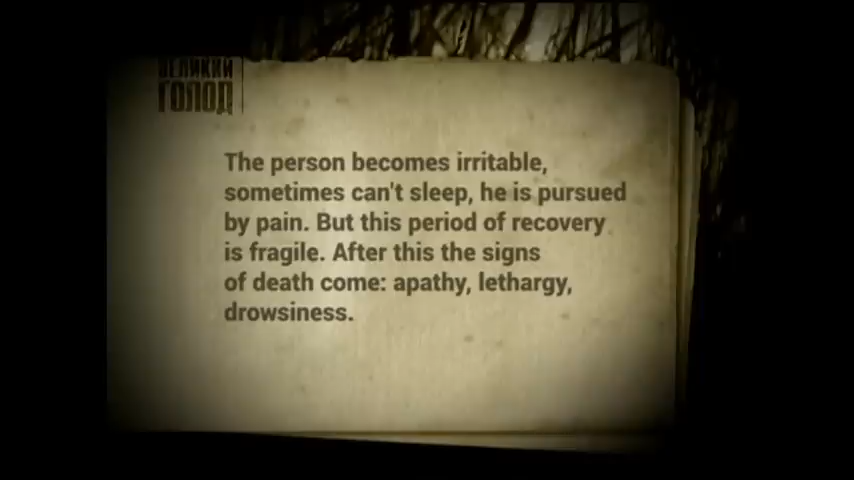 ВЕЛИКИЙ
ГОЛОД
The person becomes irritable,
sometimes can't sleep, he is pursued
by pain. But this period of recovery
is fragile. After this the signs
of death come: apathy, lethargy,
drowsiness.